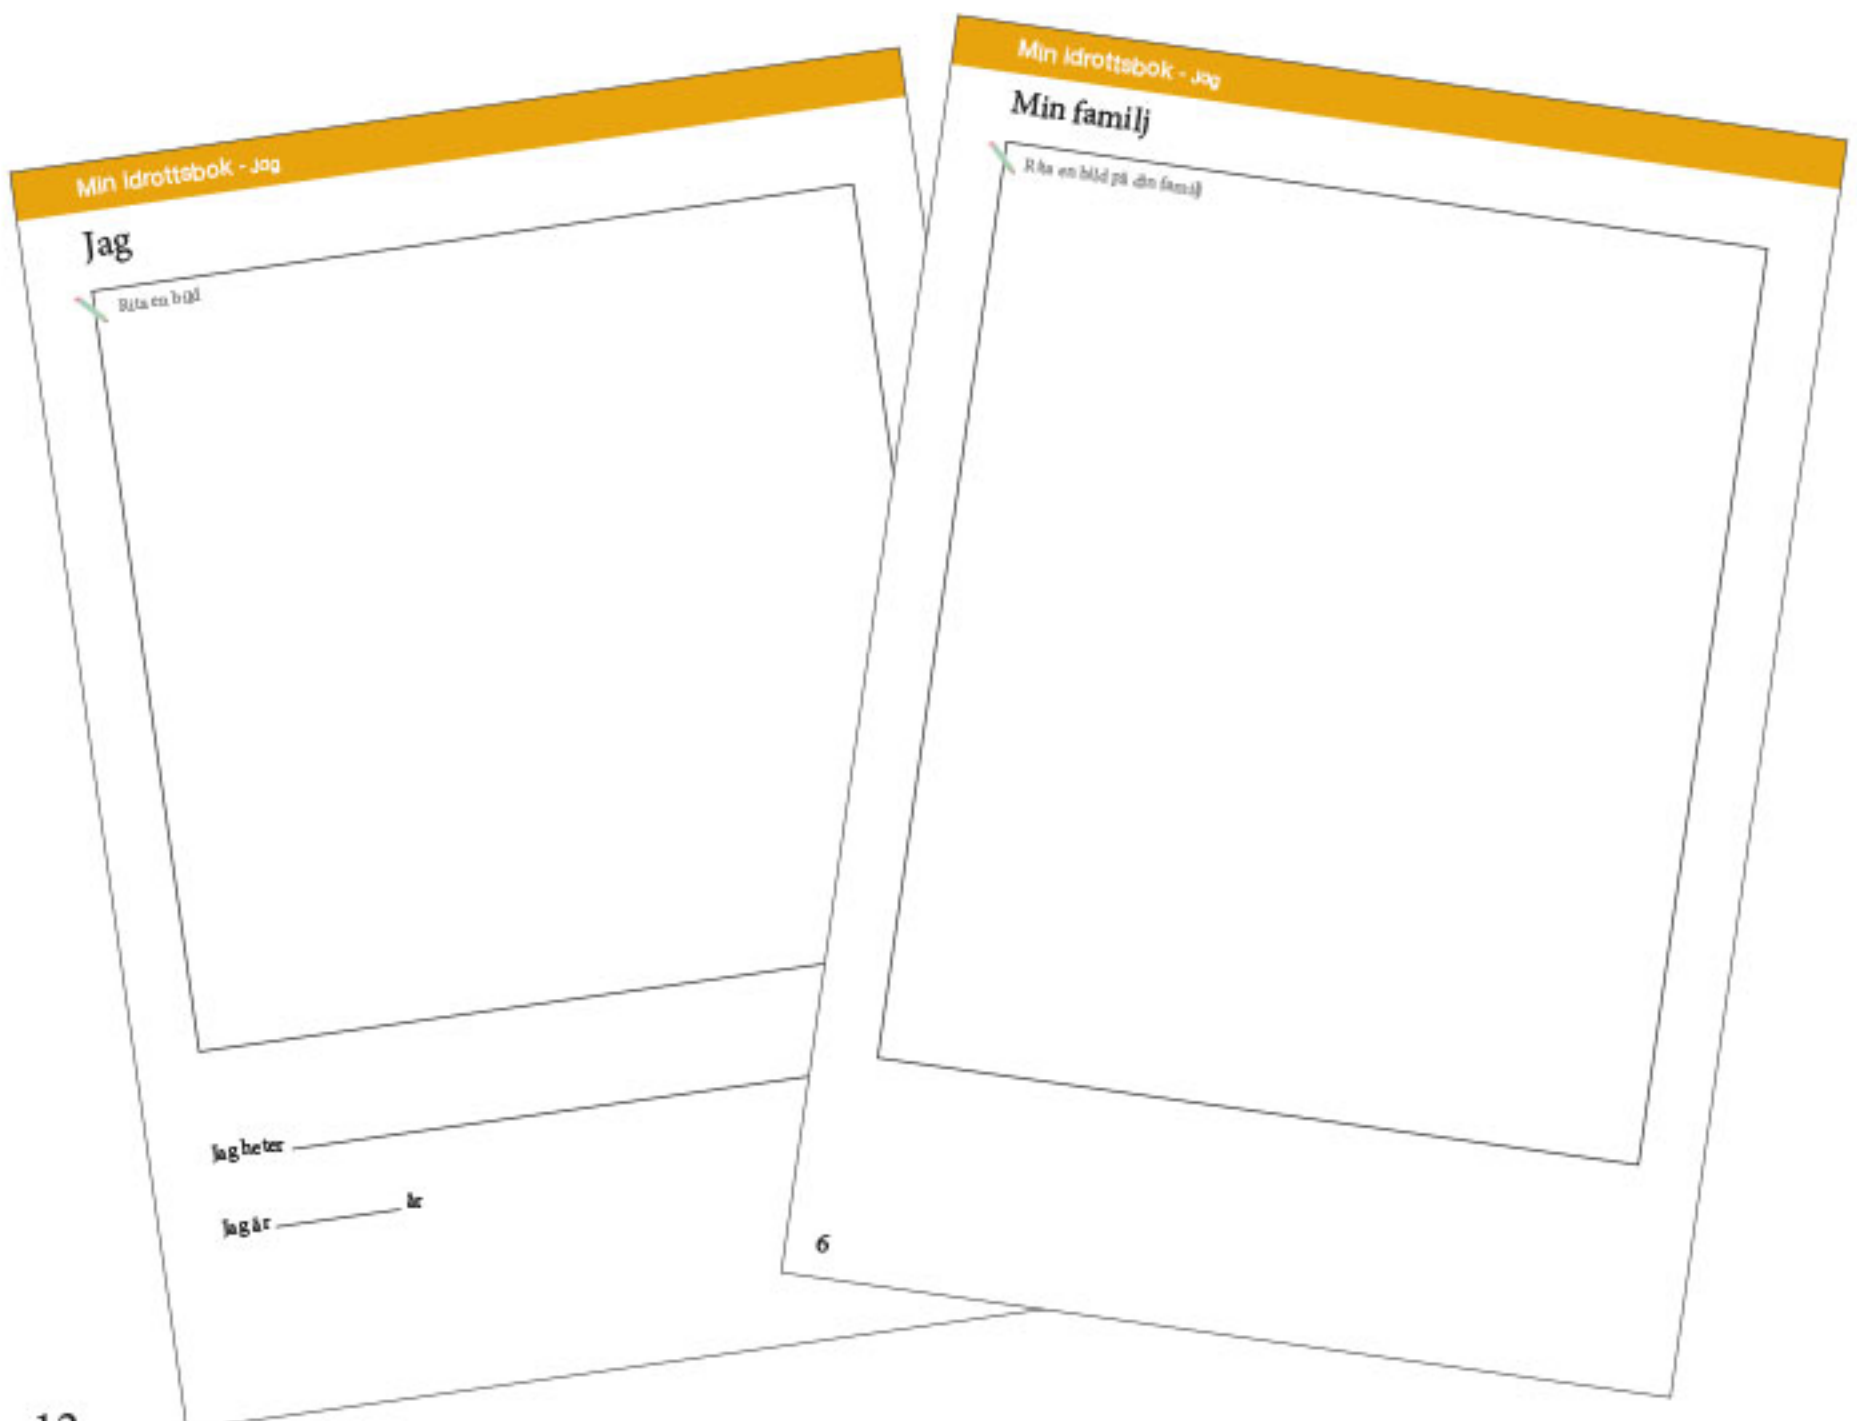 Min idrottsbok - Jag
Jag
Rita en bild
Jag heter
Jag är år
Min idrottsbok - Jag
Min familj
Rita en bild på din familj
6